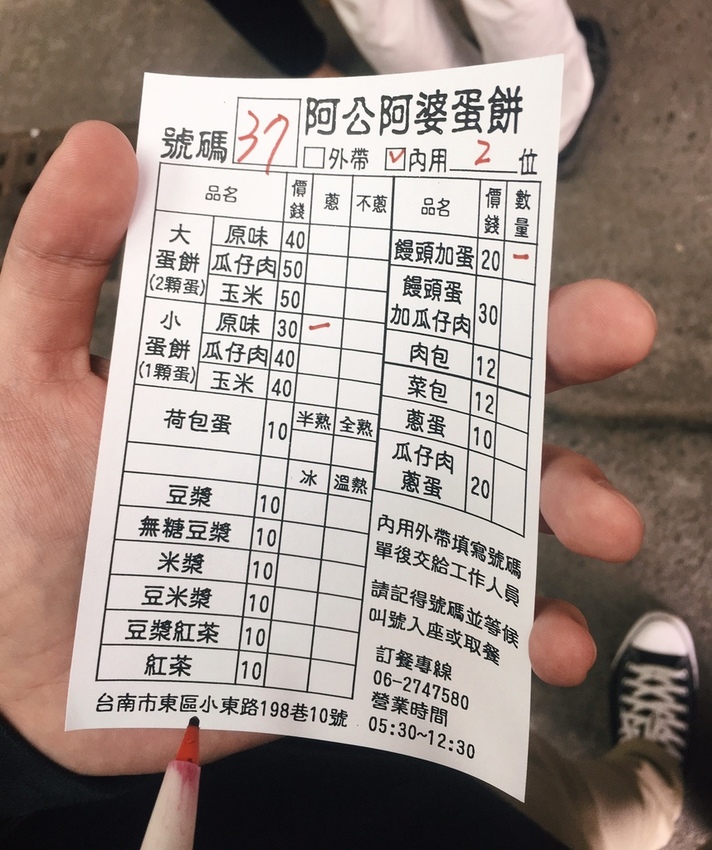 號碼 37 阿公阿婆蛋餅
□外帶 ☑內用 2 位
品名 價錢 蔥 不蔥
大蛋餅(2顆蛋)
原味 40
瓜仔肉 50
玉米 50
小蛋餅(1顆蛋)
原味 30 一
瓜仔肉 40
玉米 40
荷包蛋 10 半熟 全熟
冰 溫熱
豆漿 10
無糖豆漿 10
米漿 10
豆米漿 10
豆漿紅茶 10
紅茶 10
品名 價錢 數量
饅頭加蛋 20 一
饅頭蛋加瓜仔肉 30
肉包 12
菜包 12
蔥蛋 10
瓜仔肉蔥蛋 20
內用外帶填寫號碼
單後交給工作人員
請記得號碼並等候
叫號入座或取餐
訂餐專線
06-2747580
營業時間
05:30~12:30
台南市東區小東路198巷10號